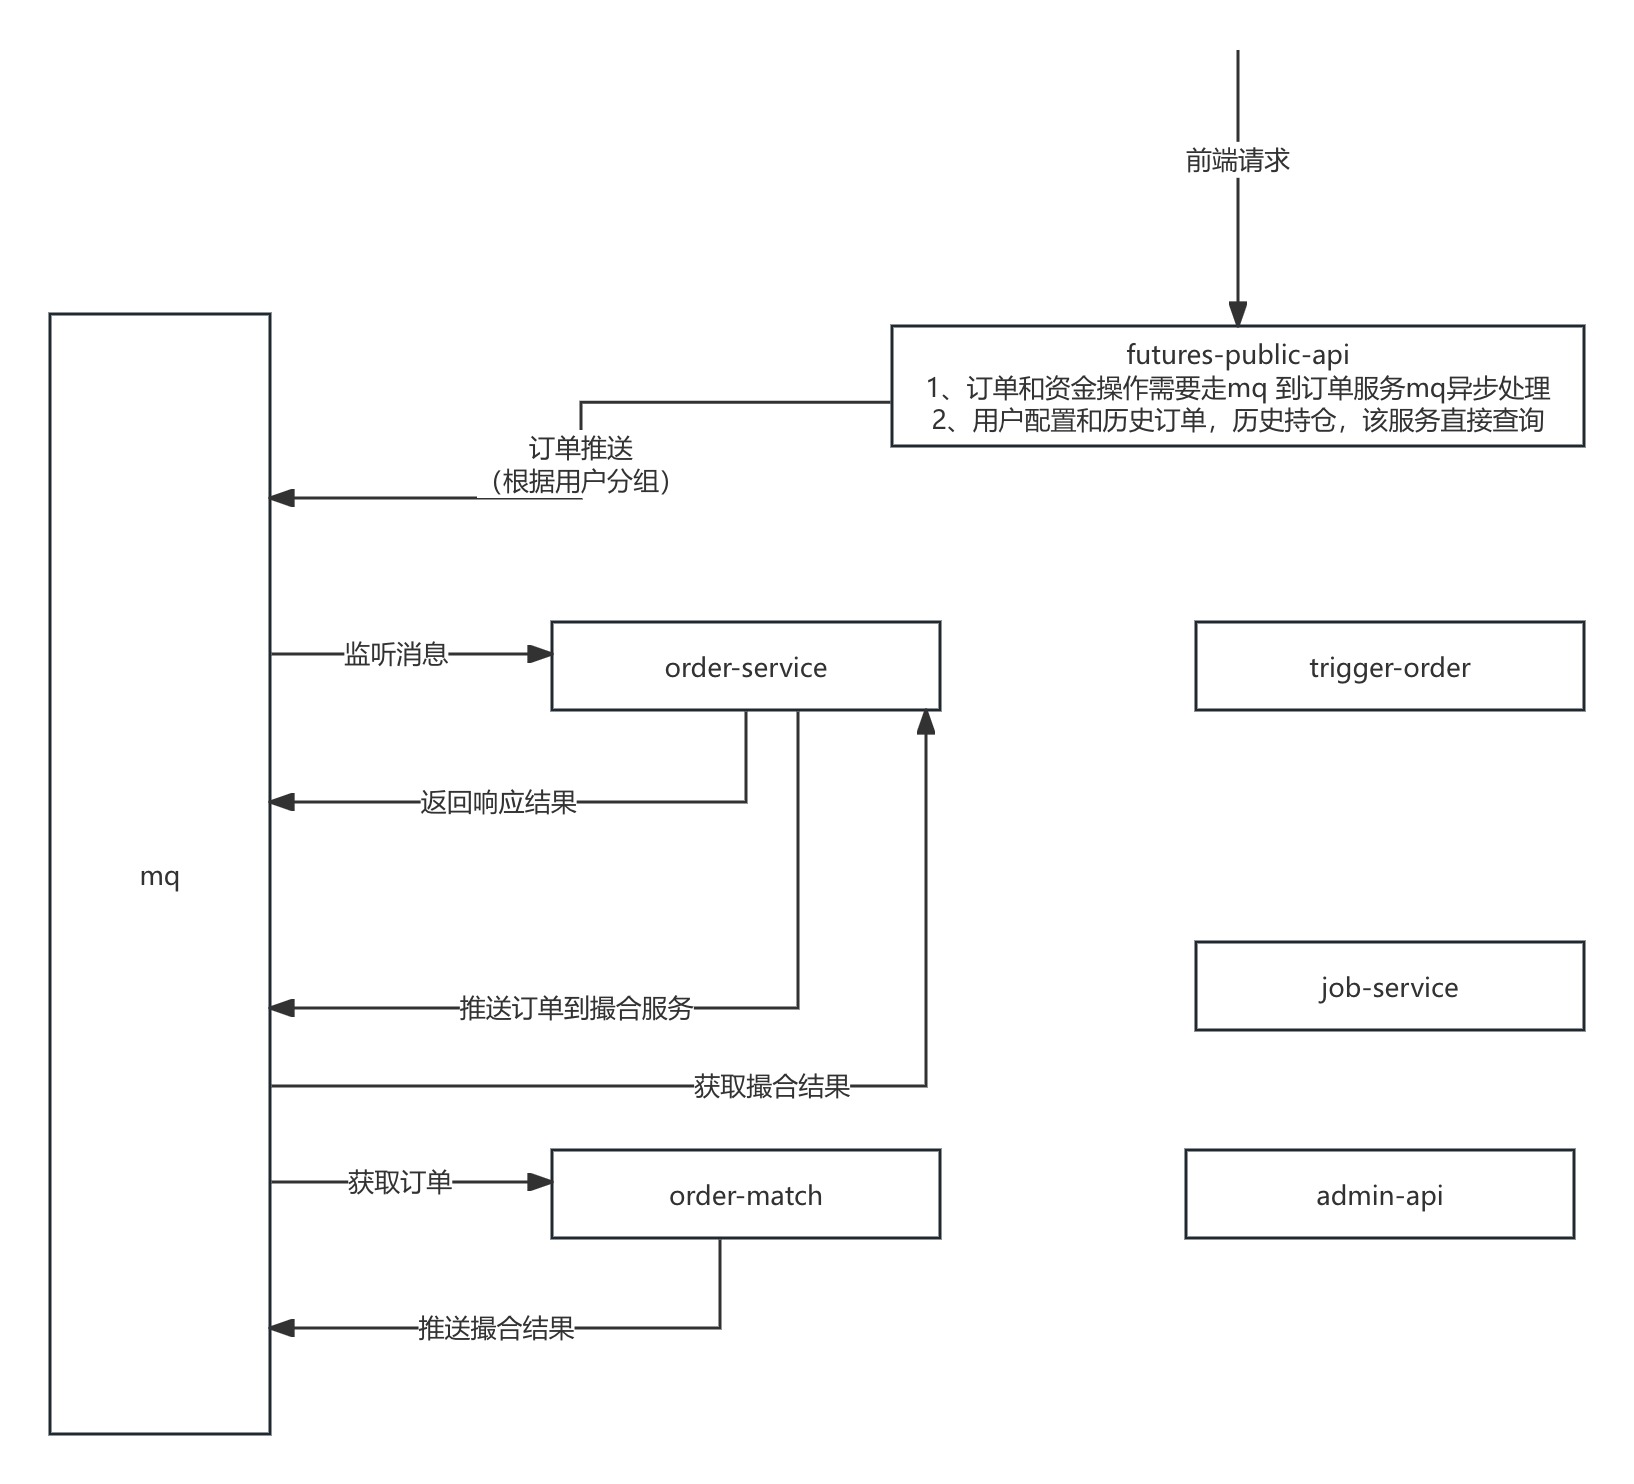 前端请求
futures-public-api
1、订单和资金操作需要走mq 到订单服务mq异步处理
2、用户配置和历史订单，历史持仓，该服务直接查询
订单推送
（根据用户分组）
监听消息
order-service
trigger-order
返回响应结果
mq
job-service
推送订单到撮合服务
获取撮合结果
获取订单
order-match
admin-api
推送撮合结果